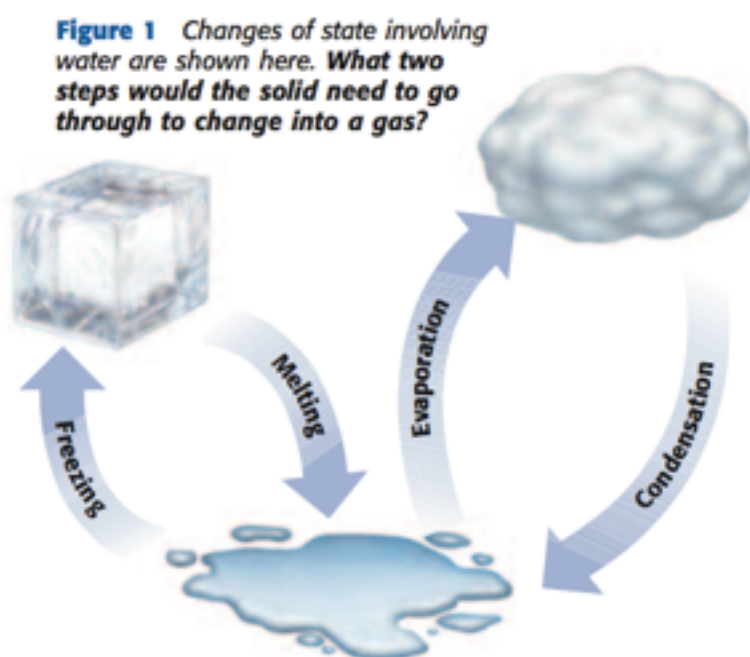 Figure 1 Changes of state involving
water are shown here. What two
steps would the solid need to go
through to change into a gas?
Melting
Freezing
Evaporation
Condensation